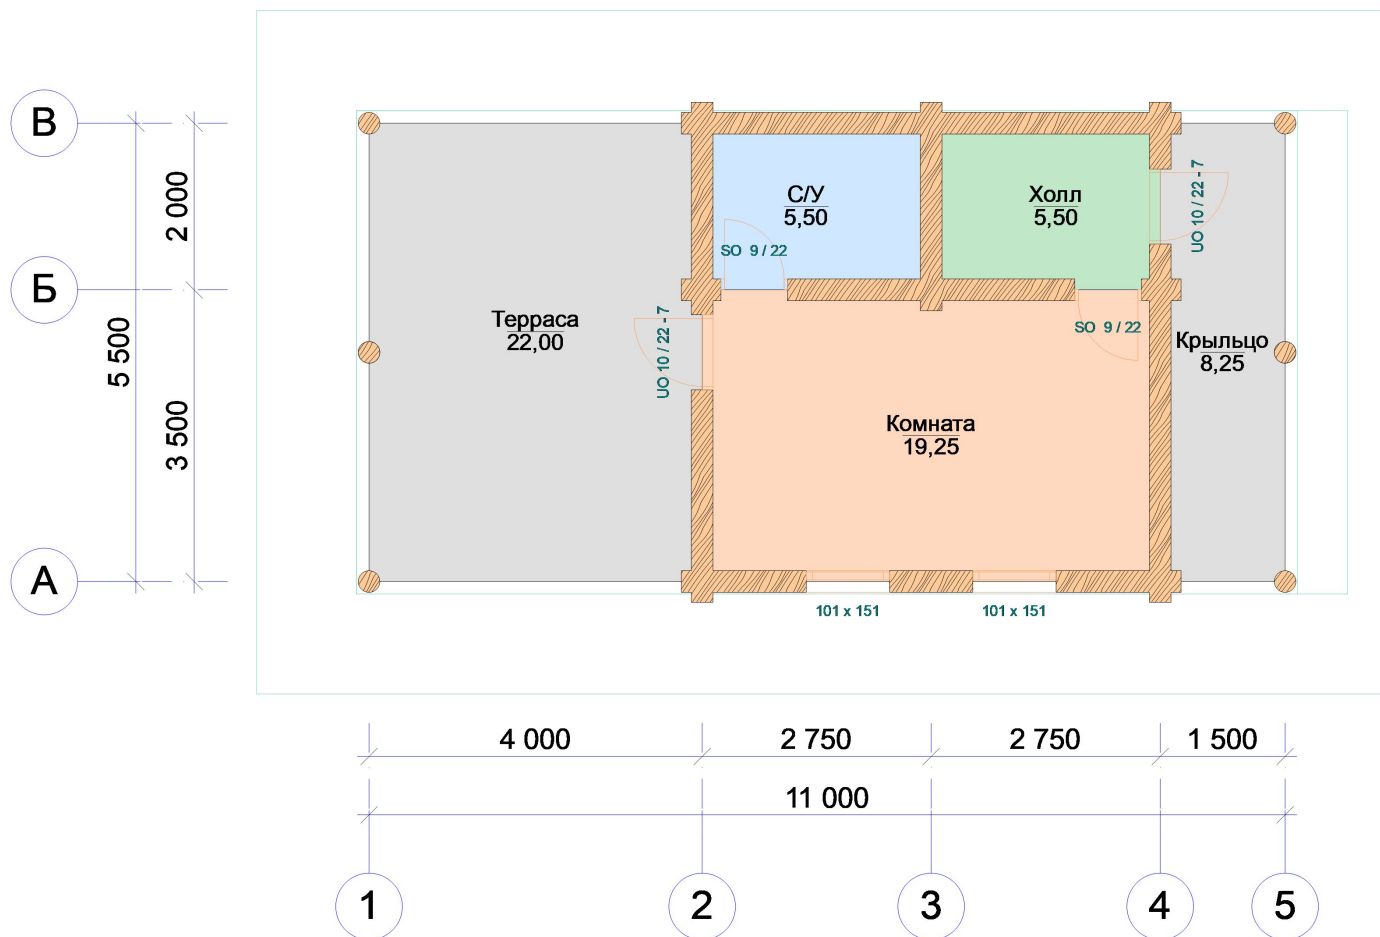 В
Б
А
2 000
5 500
3 500
С/У
5,50
Холл
5,50
SO 9 / 22
UO 10 / 22 - 7
Терраса
22,00
UO 10 / 22 - 7
SO 9 / 22
Крыльцо
8,25
Комната
19,25
101 x 151
101 x 151
4 000
2 750
2 750
1 500
11 000
1
2
3
4
5